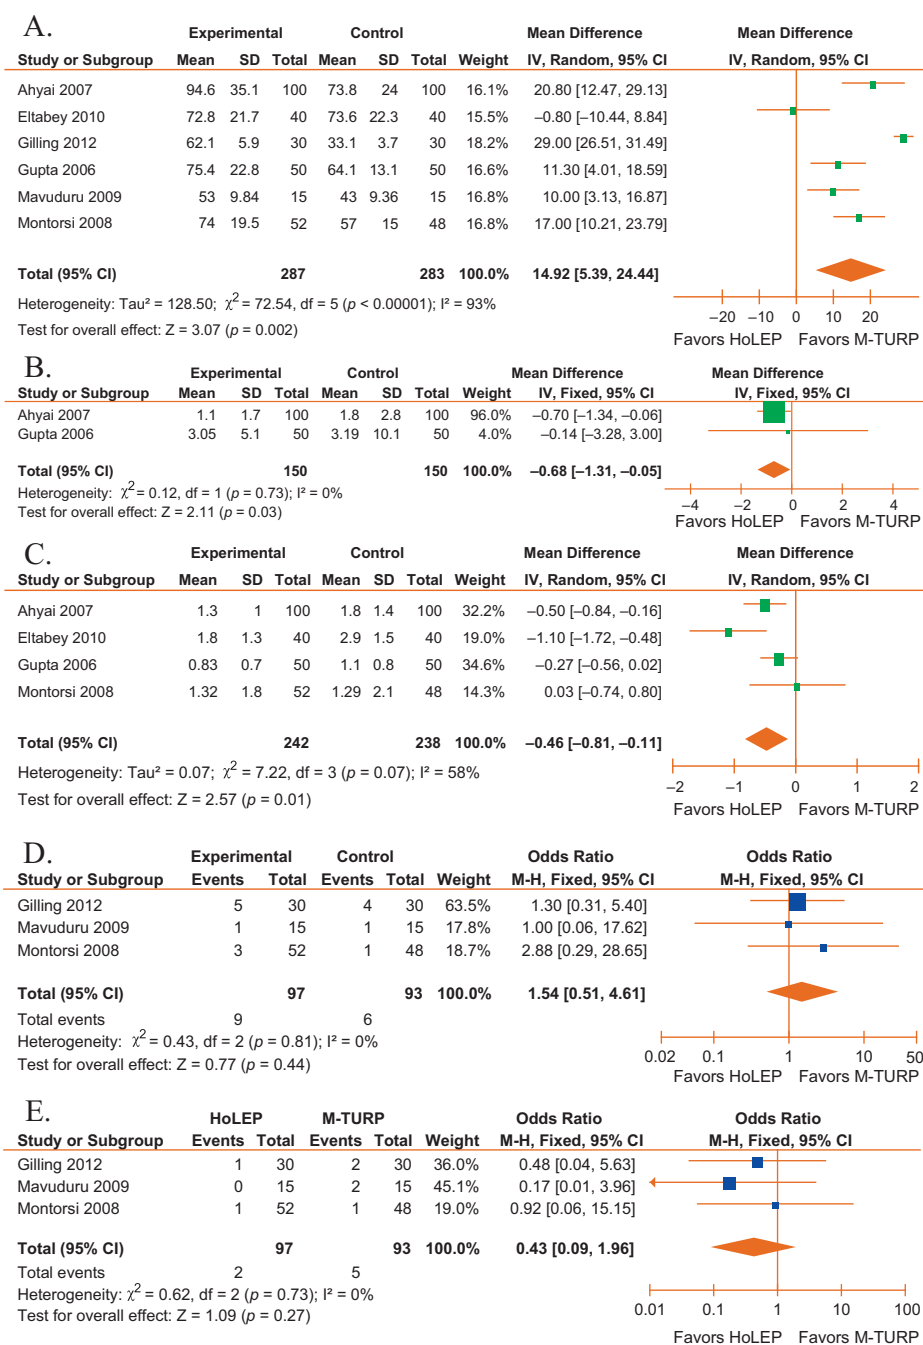 A.
Experimental Control Mean Difference Mean Difference
Study or Subgroup Mean SD Total Mean SD Total Weight IV, Random, 95% CI IV, Random, 95% CI
Ahyai 2007 94.6 35.1 100 73.8 24 100 16.1% 20.80 [12.47, 29.13]
Eltabey 2010 72.8 21.7 40 73.6 22.3 40 15.5% −0.80 [−10.44, 8.84]
Gilling 2012 62.1 5.9 30 33.1 3.7 30 18.2% 29.00 [26.51, 31.49]
Gupta 2006 75.4 22.8 50 64.1 13.1 50 16.6% 11.30 [4.01, 18.59]
Mavuduru 2009 53 9.84 15 43 9.36 15 16.8% 10.00 [3.13, 16.87]
Montorsi 2008 74 19.5 52 57 15 48 16.8% 17.00 [10.21, 23.79]
Total (95% CI) 287 283 100.0% 14.92 [5.39, 24.44]
Heterogeneity: Tau² = 128.50; χ² = 72.54, df = 5 (p < 0.00001); I² = 93%
Test for overall effect: Z = 3.07 (p = 0.002)
−20 −10 0 10 20
Favors HoLEP Favors M-TURP
B.
Experimental Control Mean Difference Mean Difference
Study or Subgroup Mean SD Total Mean SD Total Weight IV, Fixed, 95% CI IV, Fixed, 95% CI
Ahyai 2007 1.1 1.7 100 1.8 2.8 100 96.0% −0.70 [−1.34, −0.06]
Gupta 2006 3.05 5.1 50 3.19 10.1 50 4.0% −0.14 [−3.28, 3.00]
Total (95% CI) 150 150 100.0% −0.68 [−1.31, −0.05]
Heterogeneity: χ² = 0.12, df = 1 (p = 0.73); I² = 0%
Test for overall effect: Z = 2.11 (p = 0.03)
−4 −2 0 2 4
Favors HoLEP Favors M-TURP
C.
Experimental Control Mean Difference Mean Difference
Study or Subgroup Mean SD Total Mean SD Total Weight IV, Random, 95% CI IV, Random, 95% CI
Ahyai 2007 1.3 1 100 1.8 1.4 100 32.2% −0.50 [−0.84, −0.16]
Eltabey 2010 1.8 1.3 40 2.9 1.5 40 19.0% −1.10 [−1.72, −0.48]
Gupta 2006 0.83 0.7 50 1.1 0.8 50 34.6% −0.27 [−0.56, 0.02]
Montorsi 2008 1.32 1.8 52 1.29 2.1 48 14.3% 0.03 [−0.74, 0.80]
Total (95% CI) 242 238 100.0% −0.46 [−0.81, −0.11]
Heterogeneity: Tau² = 0.07; χ² = 7.22, df = 3 (p = 0.07); I² = 58%
Test for overall effect: Z = 2.57 (p = 0.01)
−2 −1 0 1 2
Favors HoLEP Favors M-TURP
D.
Experimental Control Odds Ratio Odds Ratio
Study or Subgroup Events Total Events Total Weight M-H, Fixed, 95% CI M-H, Fixed, 95% CI
Gilling 2012 5 30 4 30 63.5% 1.30 [0.31, 5.40]
Mavuduru 2009 1 15 1 15 17.8% 1.00 [0.06, 17.62]
Montorsi 2008 3 52 1 48 18.7% 2.88 [0.29, 28.65]
Total (95% CI) 97 93 100.0% 1.54 [0.51, 4.61]
Total events 9 6
Heterogeneity: χ² = 0.43, df = 2 (p = 0.81); I² = 0%
Test for overall effect: Z = 0.77 (p = 0.44)
0.02 0.1 1 10 50
Favors HoLEP Favors M-TURP
E.
HoLEP M-TURP Odds Ratio Odds Ratio
Study or Subgroup Events Total Events Total Weight M-H, Fixed, 95% CI M-H, Fixed, 95% CI
Gilling 2012 1 30 2 30 36.0% 0.48 [0.04, 5.63]
Mavuduru 2009 0 15 2 15 45.1% 0.17 [0.01, 3.96]
Montorsi 2008 1 52 1 48 19.0% 0.92 [0.06, 15.15]
Total (95% CI) 97 93 100.0% 0.43 [0.09, 1.96]
Total events 2 5
Heterogeneity: χ² = 0.62, df = 2 (p = 0.73); I² = 0%
Test for overall effect: Z = 1.09 (p = 0.27)
0.01 0.1 1 10 100
Favors HoLEP Favors M-TURP